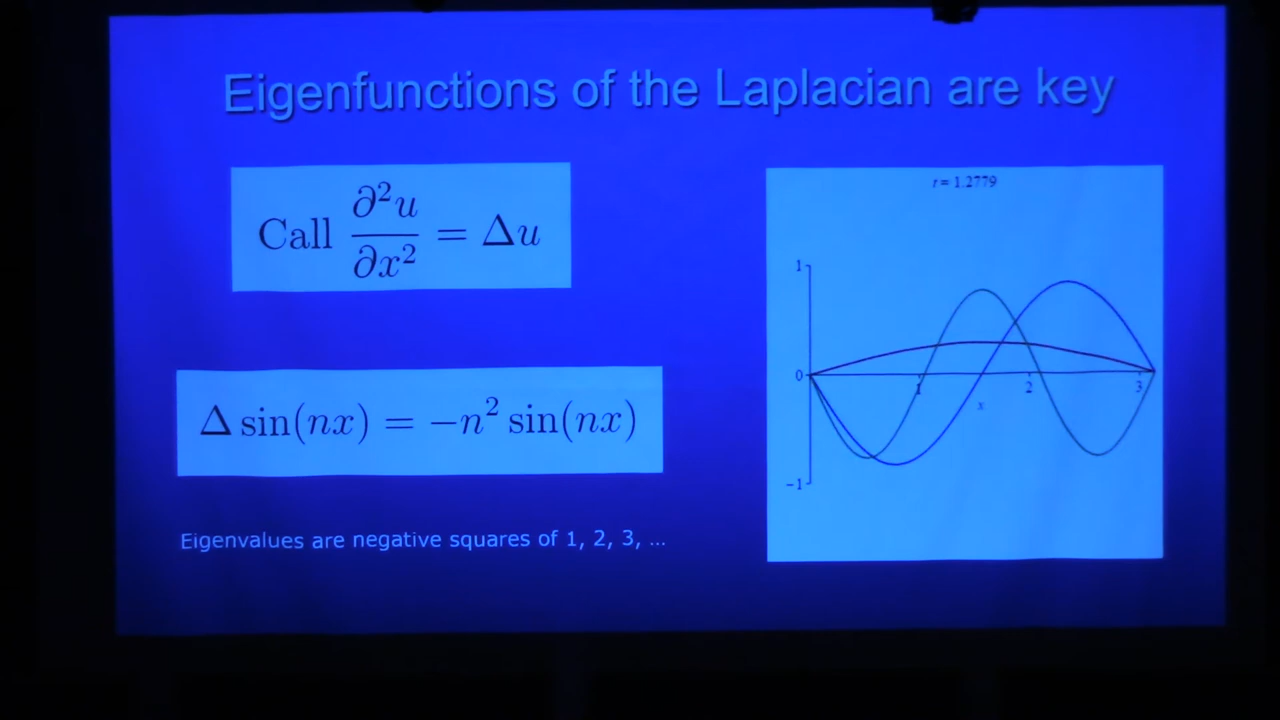 Eigenfunctions of the Laplacian are key
Call ∂²u/∂x² = Δu
Δ sin(nx) = −n² sin(nx)
Eigenvalues are negative squares of 1, 2, 3, ...
t = 1.2779
1
0
1
2
3
x
−1